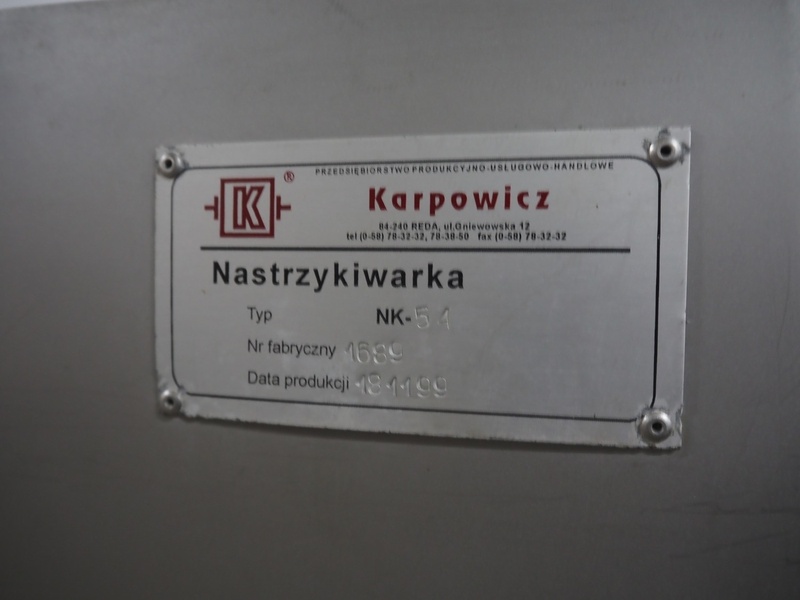 PRZEDSIĘBIORSTWO PRODUKCYJNO-USŁUGOWO-HANDLOWE
K ®
Karpowicz
84-240 REDA, ul.Gniewowska 12
tel (0-58) 78-32-32, 78-38-50 fax (0-58) 78-32-32
Nastrzykiwarka
Typ NK-51
Nr fabryczny 1689
Data produkcji 181199